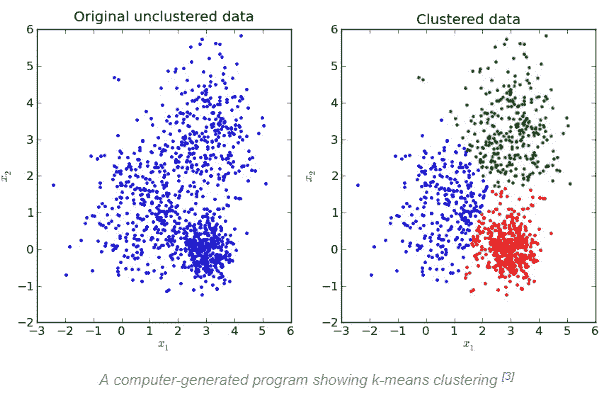 Original unclustered data
Clustered data
6
5
4
3
2
1
0
−1
−2
x2
−3 −2 −1 0 1 2 3 4 5 6
x1
6
5
4
3
2
1
0
−1
−2
x2
−3 −2 −1 0 1 2 3 4 5 6
x1
A computer-generated program showing k-means clustering [3]